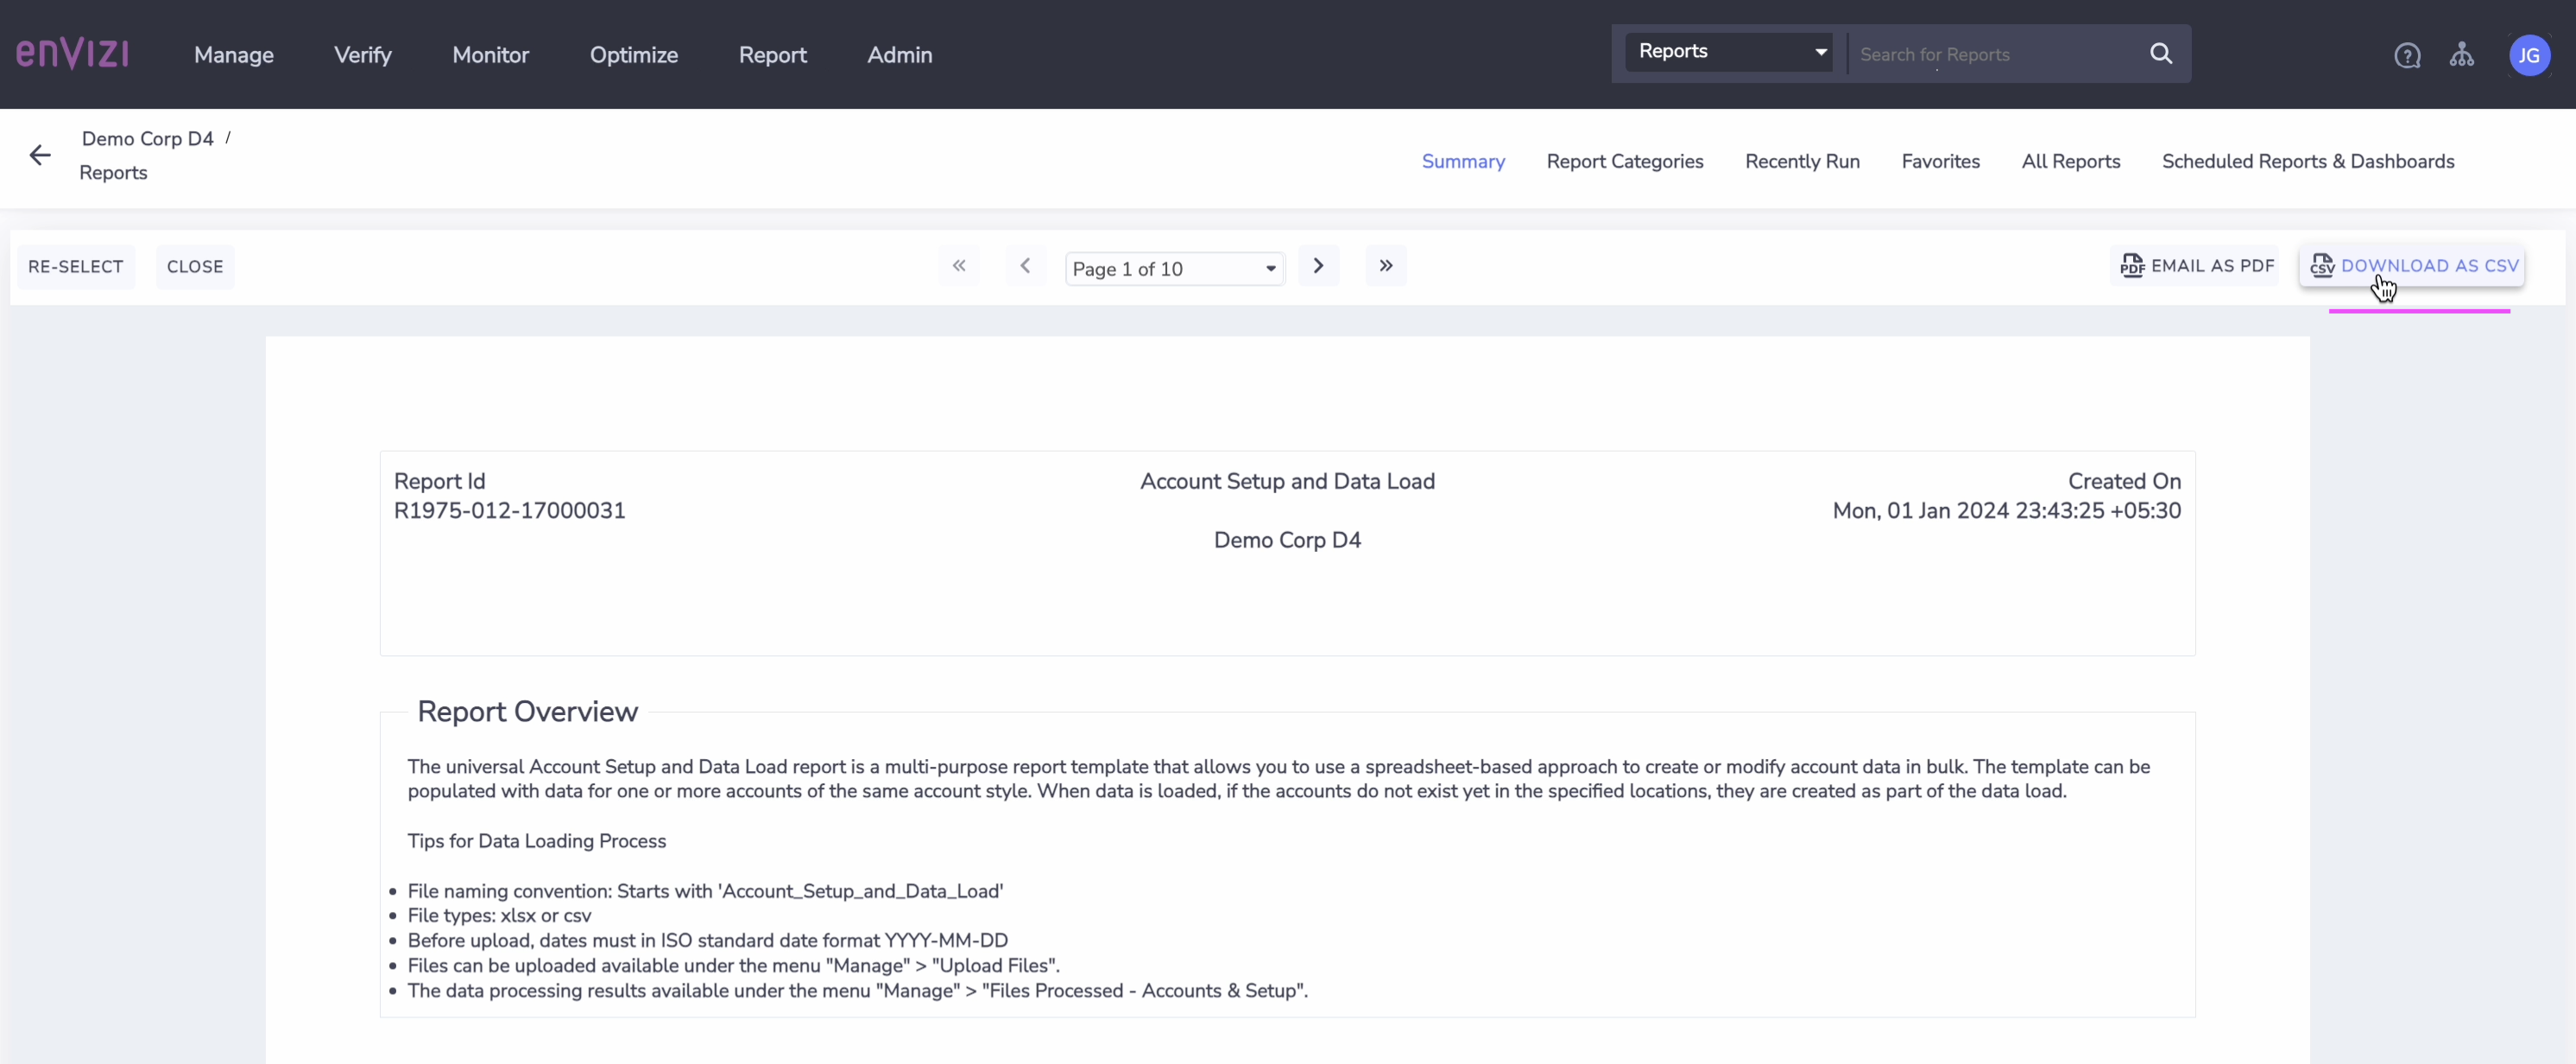 enVIZI Manage Verify Monitor Optimize Report Admin Reports Search for Reports ? JG
Demo Corp D4 /
Reports
Summary Report Categories Recently Run Favorites All Reports Scheduled Reports & Dashboards
RE-SELECT CLOSE « < Page 1 of 10 > » PDF EMAIL AS PDF CSV DOWNLOAD AS CSV
Report Id Account Setup and Data Load Created On
R1975-012-17000031 Mon, 01 Jan 2024 23:43:25 +05:30
Demo Corp D4
Report Overview
The universal Account Setup and Data Load report is a multi-purpose report template that allows you to use a spreadsheet-based approach to create or modify account data in bulk. The template can be
populated with data for one or more accounts of the same account style. When data is loaded, if the accounts do not exist yet in the specified locations, they are created as part of the data load.
Tips for Data Loading Process
• File naming convention: Starts with 'Account_Setup_and_Data_Load'
• File types: xlsx or csv
• Before upload, dates must in ISO standard date format YYYY-MM-DD
• Files can be uploaded available under the menu "Manage" > "Upload Files".
• The data processing results available under the menu "Manage" > "Files Processed - Accounts & Setup".